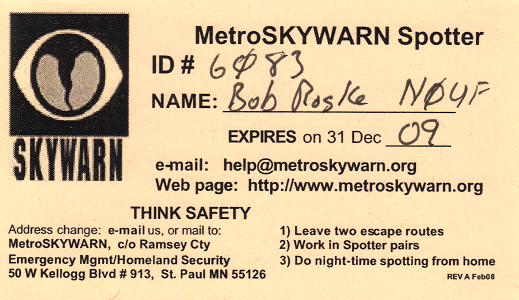 MetroSKYWARN Spotter
ID # 6Ø83
NAME: Bob Roske NØUF
EXPIRES on 31 Dec 09
SKYWARN
e-mail: help@metroskywarn.org
Web page: http://www.metroskywarn.org
THINK SAFETY
Address change: e-mail us, or mail to:
MetroSKYWARN, c/o Ramsey Cty
Emergency Mgmt/Homeland Security
50 W Kellogg Blvd # 913, St. Paul MN 55126
1) Leave two escape routes
2) Work in Spotter pairs
3) Do night-time spotting from home
REV A Feb08